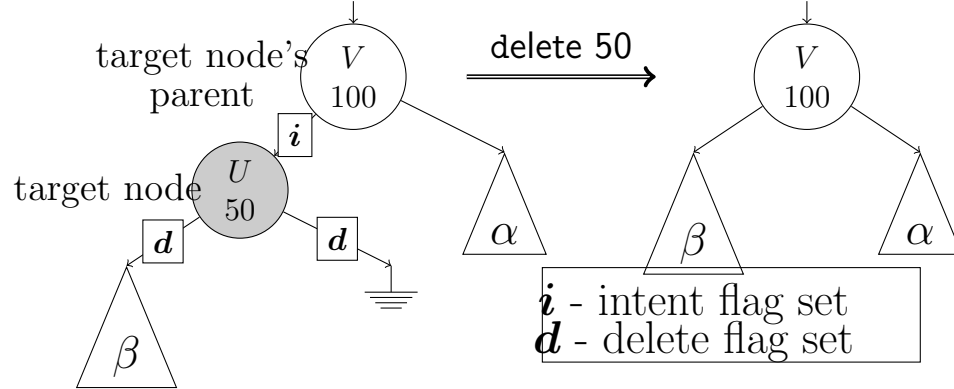 delete 50
target node's
parent
V
100
V
100
i
target node
U
50
d
d
α
β
β
α
i - intent flag set
d - delete flag set